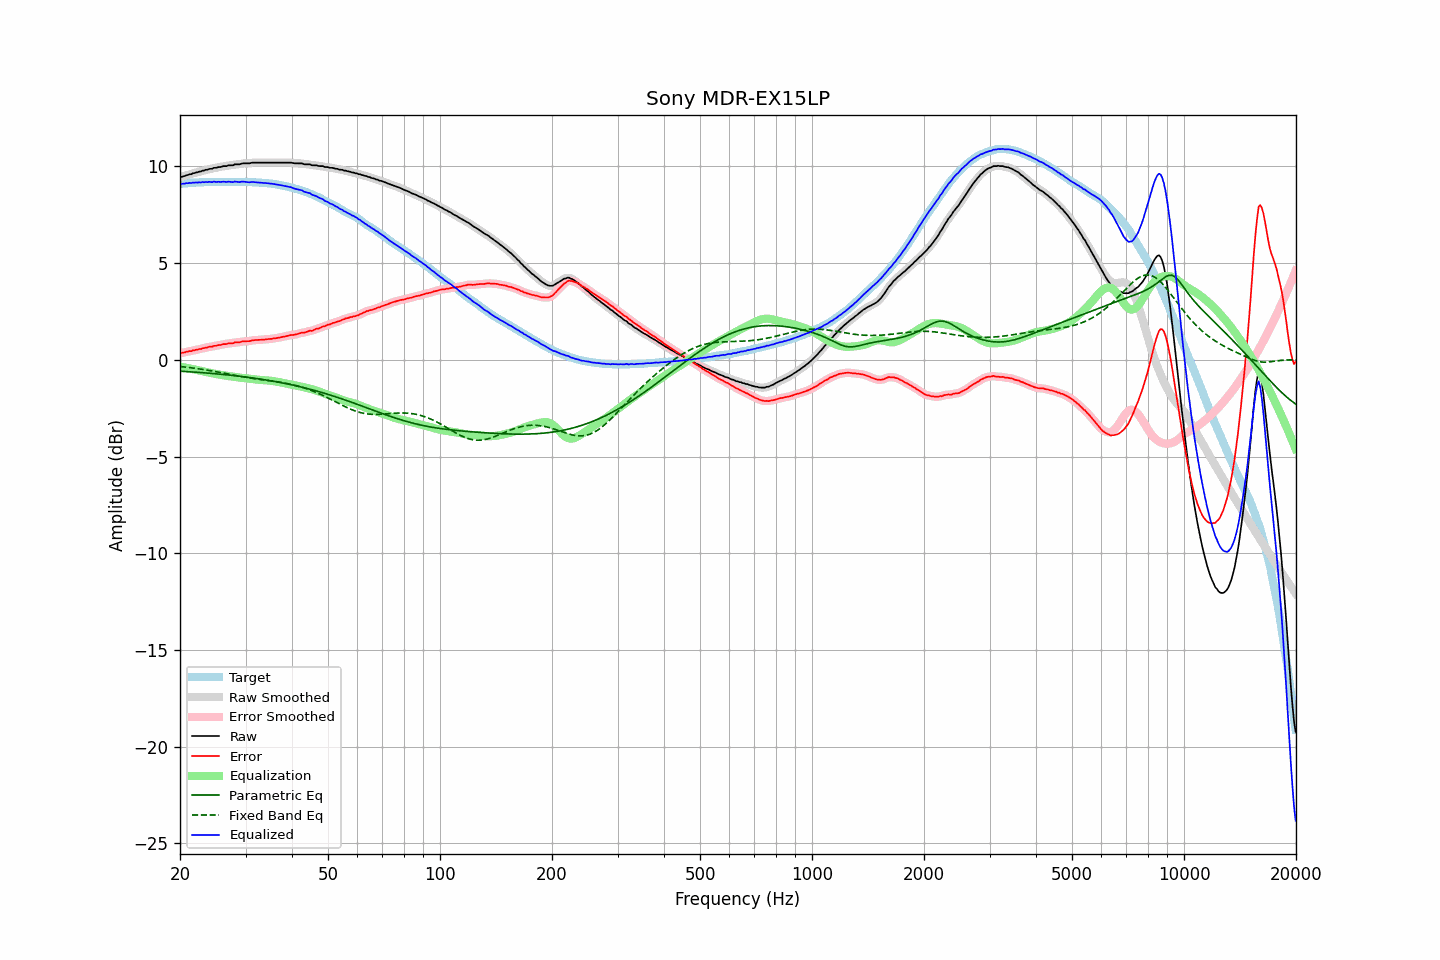 Sony MDR-EX15LP
10
5
0
−5
−10
−15
−20
−25
Amplitude (dBr)
Target
Raw Smoothed
Error Smoothed
Raw
Error
Equalization
Parametric Eq
Fixed Band Eq
Equalized
20 50 100 200 500 1000 2000 5000 10000 20000
Frequency (Hz)